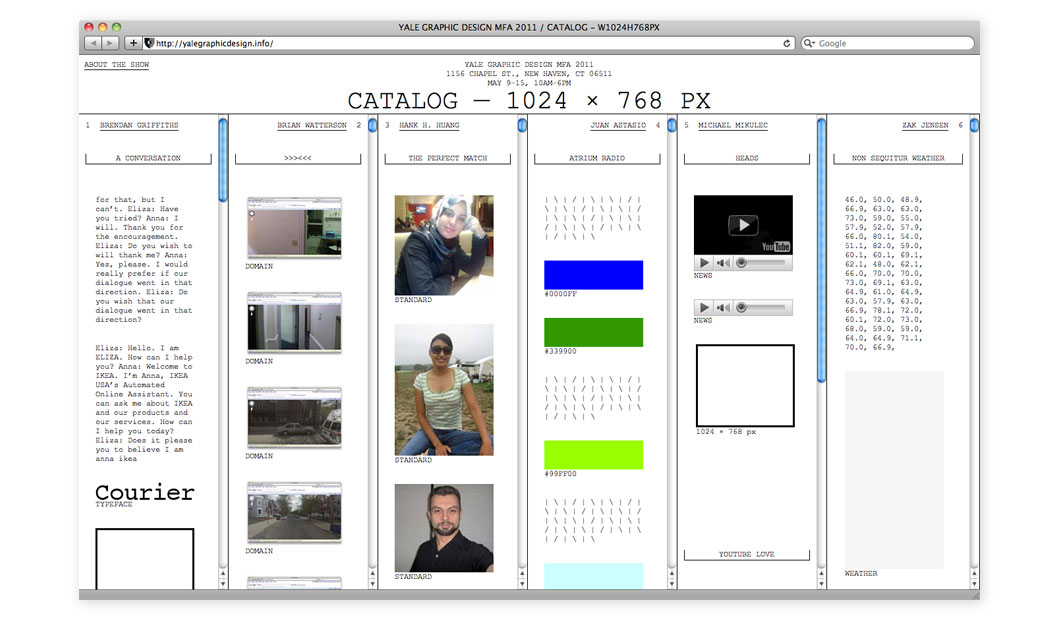 YALE GRAPHIC DESIGN MFA 2011 / CATALOG – W1024H768PX
http://yalegraphicdesign.info/
Google
ABOUT THE SHOW
YALE GRAPHIC DESIGN MFA 2011
1156 CHAPEL ST., NEW HAVEN, CT 06511
MAY 9-15, 10AM-6PM
CATALOG — 1024 × 768 PX
1 BRENDAN GRIFFITHS
A CONVERSATION
for that, but I
can't. Eliza: Have
you tried? Anna: I
will. Thank you for
the encouragement.
Eliza: Do you wish to
will thank me? Anna:
Yes, please. I would
really prefer if our
dialogue went in that
direction. Eliza: Do
you wish that our
dialogue went in that
direction?
Eliza: Hello. I am
ELIZA. How can I help
you? Anna: Welcome to
IKEA. I'm Anna, IKEA
USA's Automated
Online Assistant. You
can ask me about IKEA
and our products and
our services. How can
I help you today?
Eliza: Does it please
you to believe I am
anna ikea
Courier
TYPEFACE
BRIAN WATTERSON 2
>>><<<
DOMAIN
DOMAIN
DOMAIN
DOMAIN
3 HANK H. HUANG
THE PERFECT MATCH
STANDARD
STANDARD
STANDARD
JUAN ASTASIO 4
ATRIUM RADIO
#0000FF
#339900
#99FF00
5 MICHAEL MIKULEC
HEADS
YouTube
NEWS
NEWS
1024 × 768 px
YOUTUBE LOVE
ZAK JENSEN 6
NON SEQUITUR WEATHER
46.0, 50.0, 48.9,
66.9, 63.0, 63.0,
73.0, 59.0, 55.0,
57.9, 52.0, 57.9,
66.0, 80.1, 54.0,
51.1, 82.0, 59.0,
60.1, 60.1, 69.1,
62.1, 48.0, 62.1,
66.0, 70.0, 70.0,
73.0, 69.1, 63.0,
64.9, 61.0, 64.9,
63.0, 57.9, 63.0,
66.9, 78.1, 72.0,
60.1, 72.0, 73.0,
68.0, 59.0, 59.0,
64.0, 64.9, 71.1,
70.0, 66.9,
WEATHER